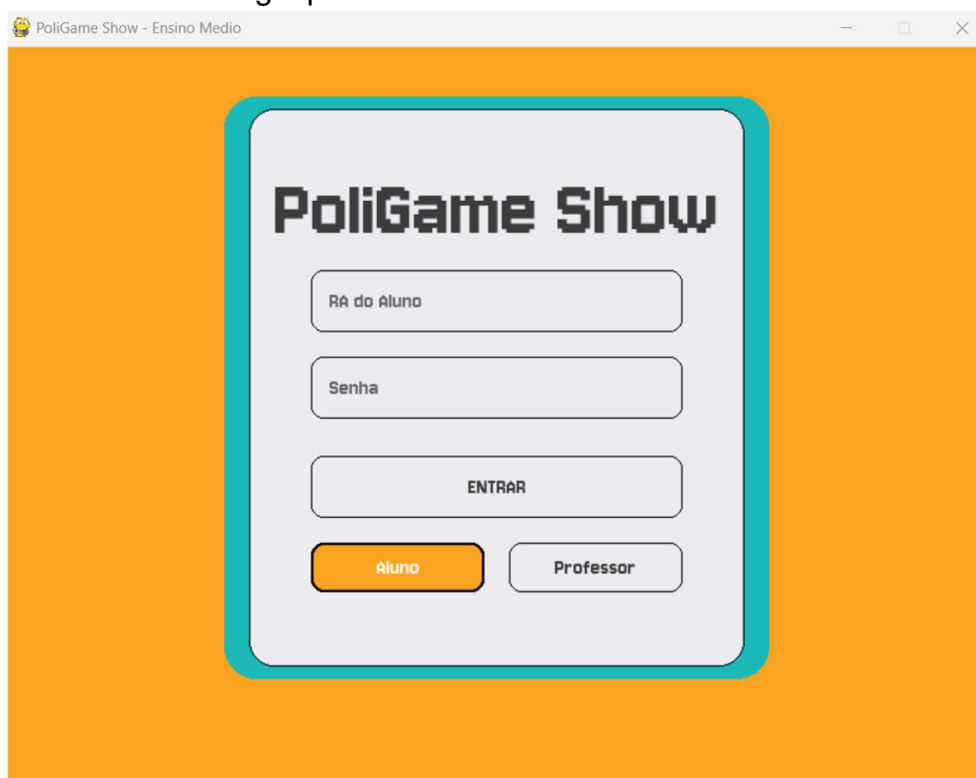 PoliGame Show - Ensino Medio
PoliGame Show
RA do Aluno
Senha
ENTRAR
Aluno
Professor